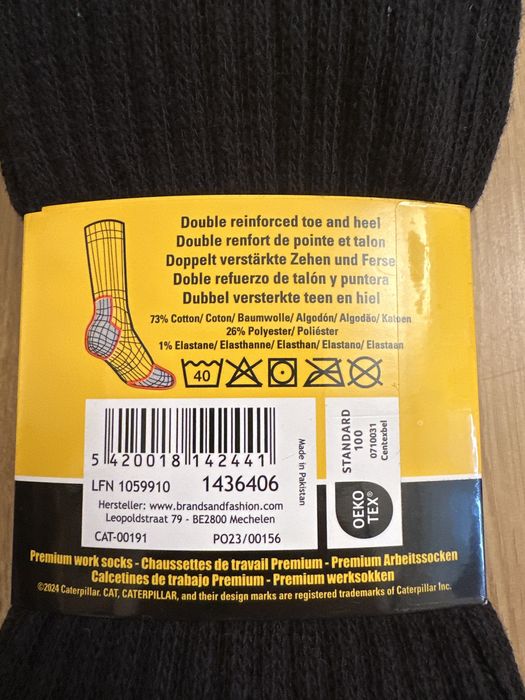 Double reinforced toe and heel
Double renfort de pointe et talon
Doppelt verstärkte Zehen und Ferse
Doble refuerzo de talón y puntera
Dubbel versterkte teen en hiel
73% Cotton/ Coton/ Baumwolle/ Algodón/ Algodão/ Katoen
26% Polyester/ Poliéster
1% Elastane/ Elasthanne/ Elasthan/ Elastano/ Elastaan
40
5 420018 142441
LFN 1059910 1436406
Hersteller: www.brandsandfashion.com
Leopoldstraat 79 - BE2800 Mechelen
CAT-00191 PO23/00156
Made in Pakistan
STANDARD
100
0710031
Centexbel
OEKO
TEX®
Premium work socks - Chaussettes de travail Premium - Premium Arbeitssocken
Calcetines de trabajo Premium - Premium werksokken
©2024 Caterpillar. CAT, CATERPILLAR, and their design marks are registered trademarks of Caterpillar Inc.